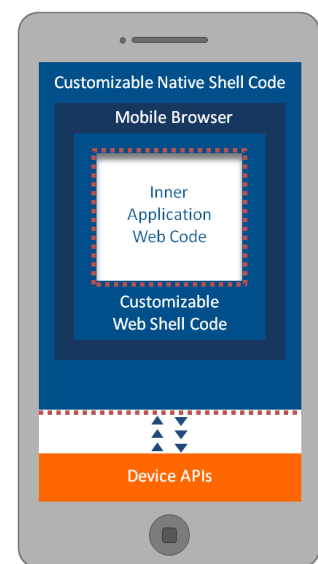 Customizable Native Shell Code
Mobile Browser
Inner
Application
Web Code
Customizable
Web Shell Code
Device APIs